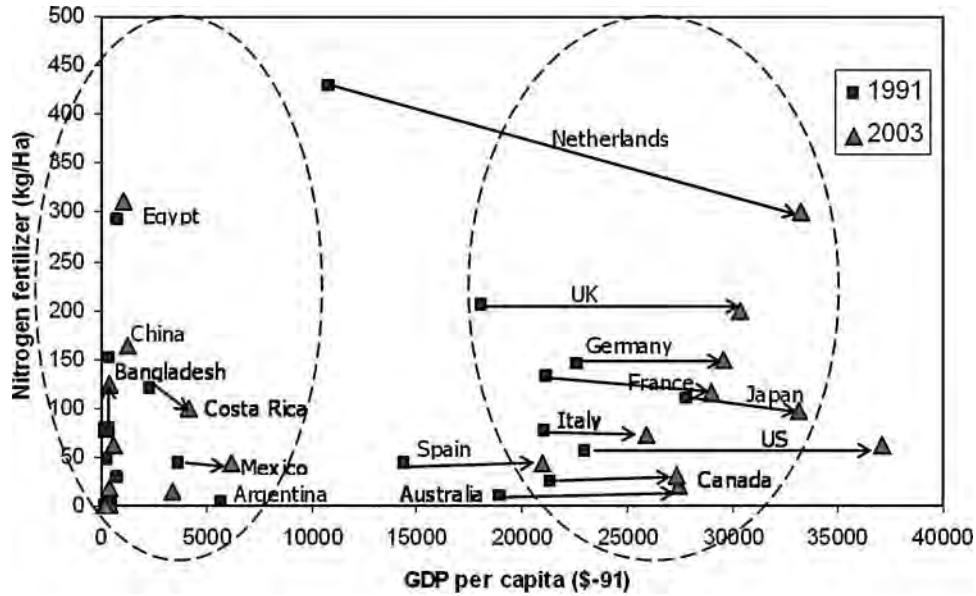 500
450
400
350
300
250
200
150
100
50
0
Nitrogen fentilizer (kg/Ha)
1991
2003
Netherlands
Egypt
UK
China
Germany
Bangladesh
France
Japan
Costa Rica
Italy
US
Spain
Mexico
Canada
Australia
Argentina
0
5000
10000
15000
20000
25000
30000
35000
40000
GDP per capita ($-91)